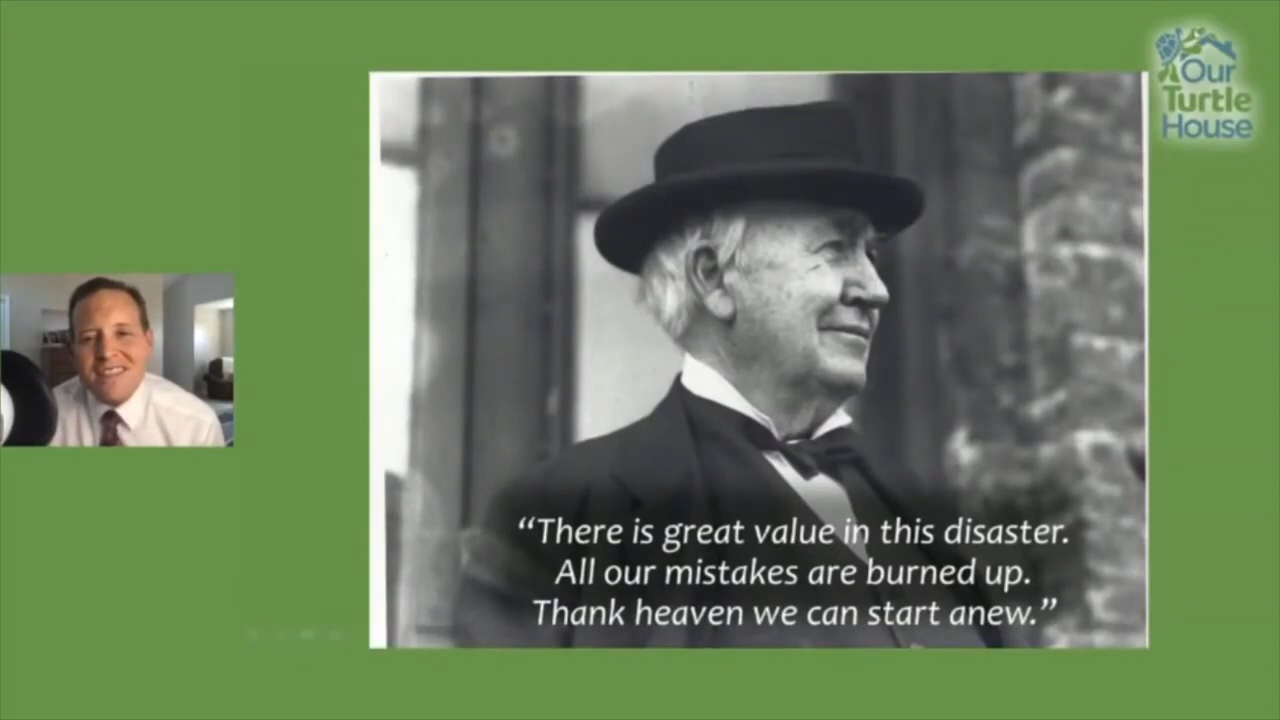 Our
Turtle
House
“There is great value in this disaster.
All our mistakes are burned up.
Thank heaven we can start anew.”